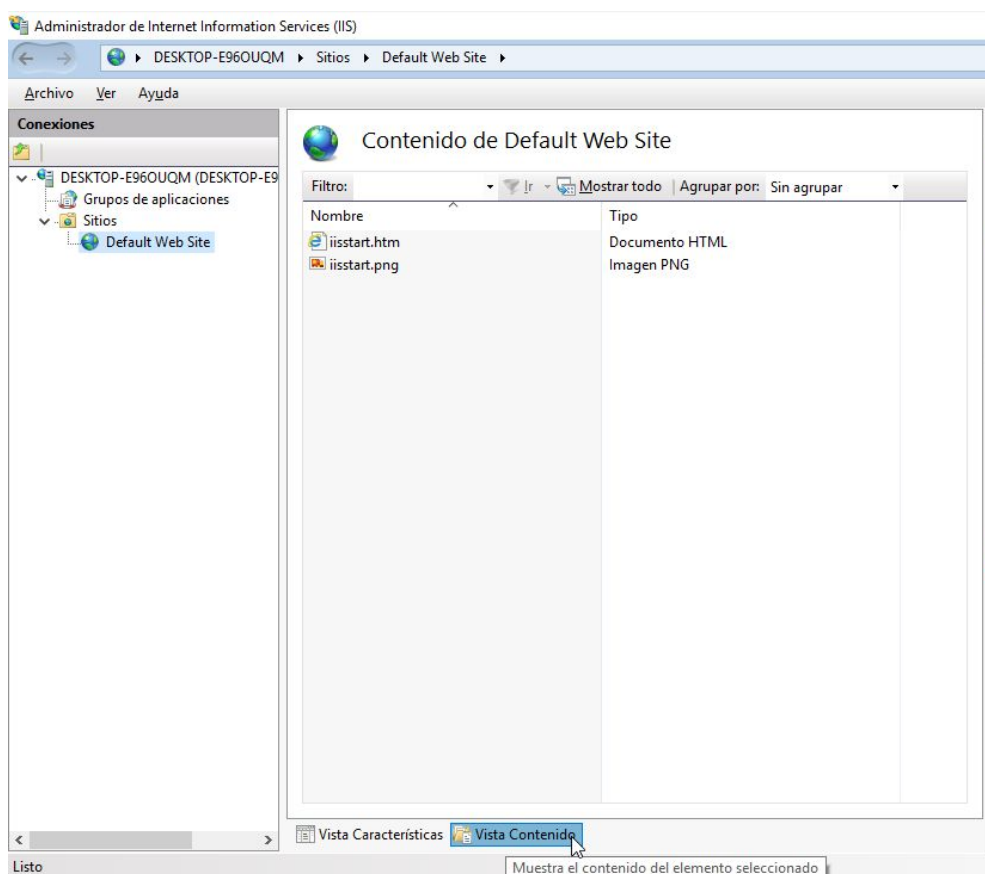 Administrador de Internet Information Services (IIS)
DESKTOP-E96OUQM Sitios Default Web Site
Archivo Ver Ayuda
Conexiones
DESKTOP-E96OUQM (DESKTOP-E9
Grupos de aplicaciones
Sitios
Default Web Site
Contenido de Default Web Site
Filtro: Ir Mostrar todo Agrupar por: Sin agrupar
Nombre Tipo
iisstart.htm Documento HTML
iisstart.png Imagen PNG
Vista Características Vista Contenido
Listo
Muestra el contenido del elemento seleccionado